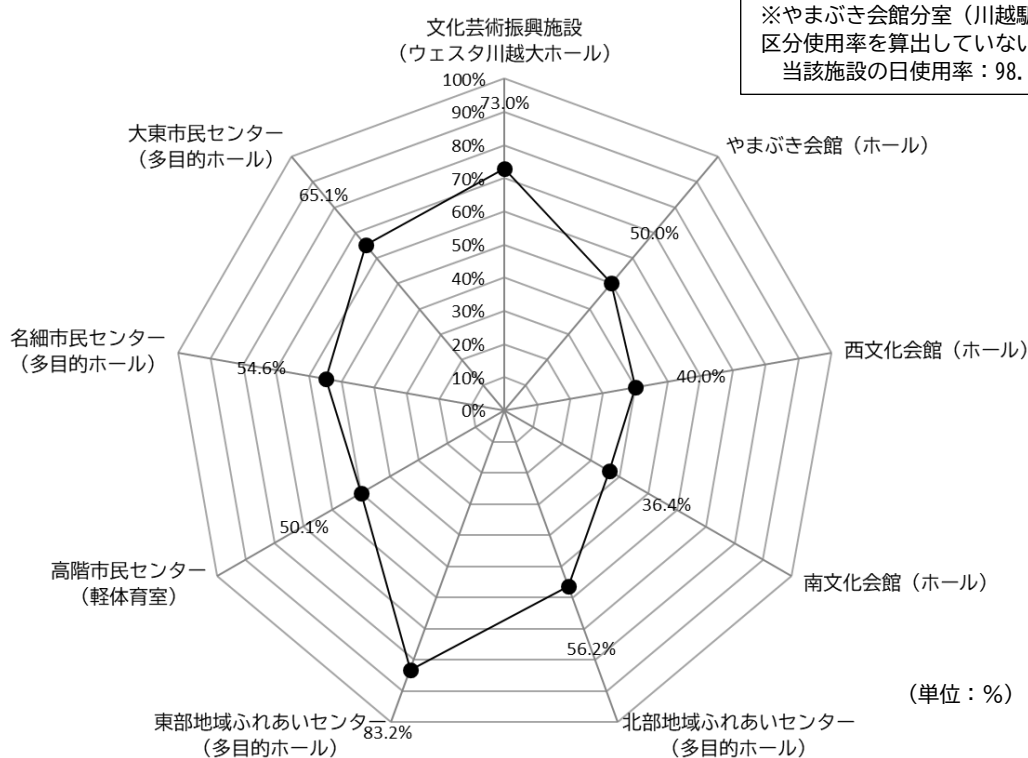 ※やまぶき会館分室（川越駅
区分使用率を算出していない
当該施設の日使用率：98.
文化芸術振興施設
（ウェスタ川越大ホール）
100%
90%
80%
70%
60%
50%
40%
30%
20%
10%
0%
73.0%
やまぶき会館（ホール）
50.0%
西文化会館（ホール）
40.0%
南文化会館（ホール）
36.4%
北部地域ふれあいセンター
（多目的ホール）
56.2%
東部地域ふれあいセンター
（多目的ホール）
83.2%
高階市民センター
（軽体育室）
50.1%
名細市民センター
（多目的ホール）
54.6%
大東市民センター
（多目的ホール）
65.1%
（単位：％）